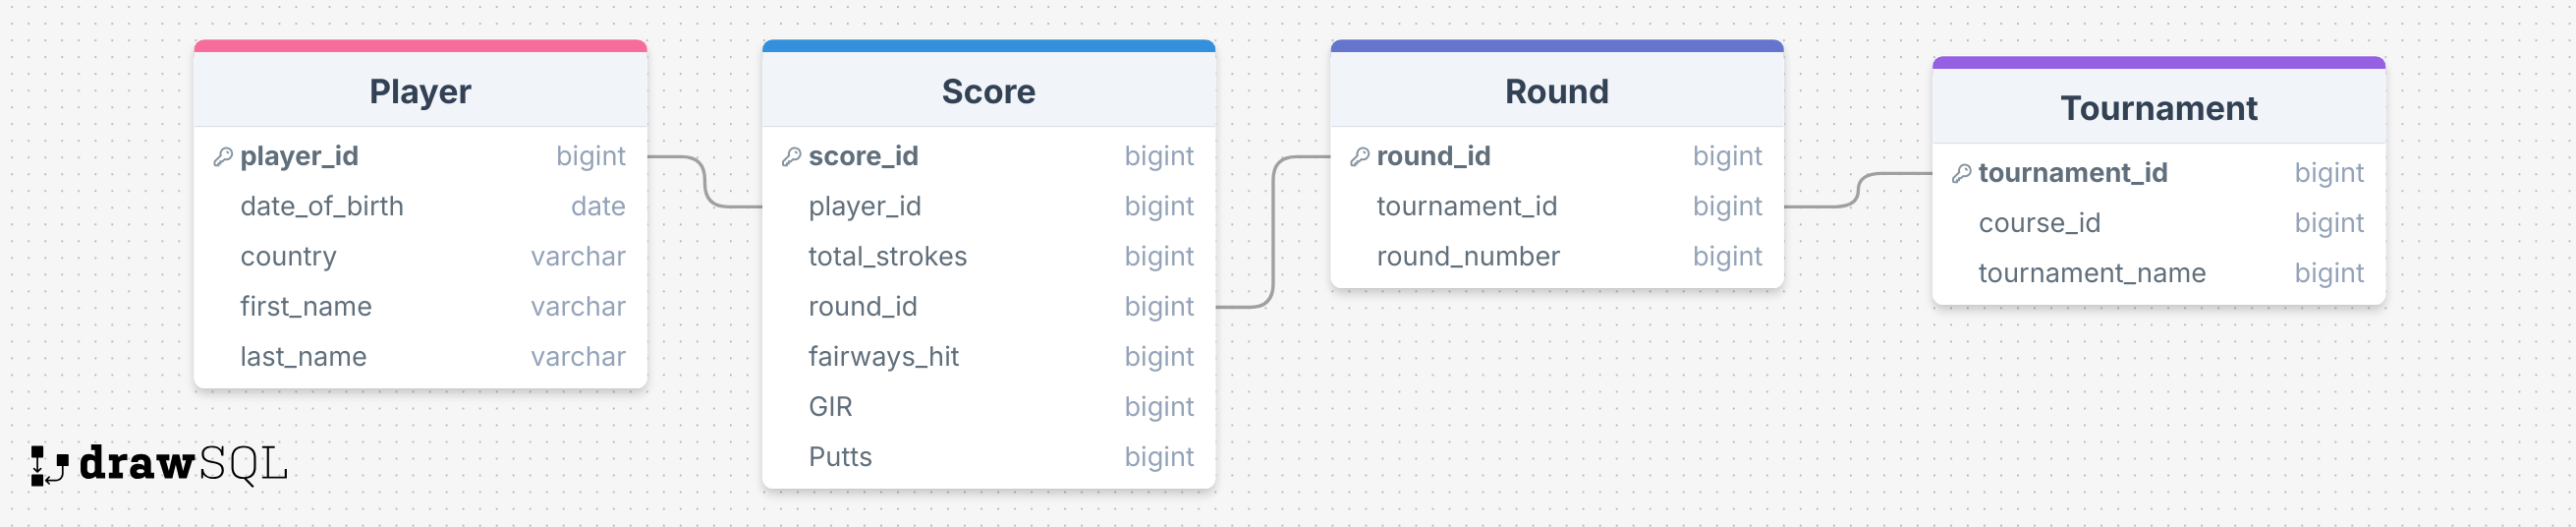 Player
player_id bigint
date_of_birth date
country varchar
first_name varchar
last_name varchar
Score
score_id bigint
player_id bigint
total_strokes bigint
round_id bigint
fairways_hit bigint
GIR bigint
Putts bigint
Round
round_id bigint
tournament_id bigint
round_number bigint
Tournament
tournament_id bigint
course_id bigint
tournament_name bigint
drawSQL